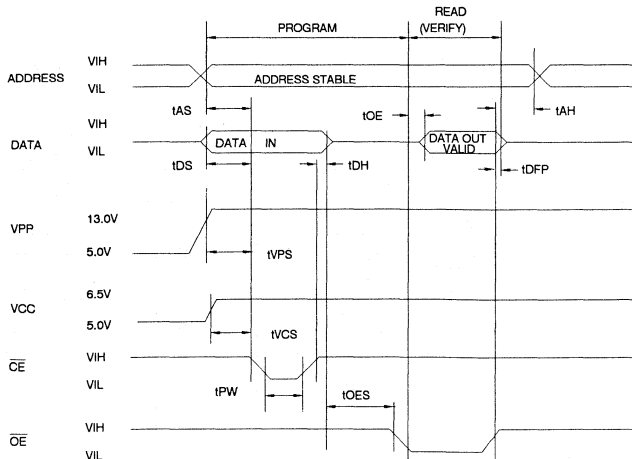 READ
PROGRAM
(VERIFY)
ADDRESS
VIH
VIL
ADDRESS STABLE
tAS
tOE
tAH
DATA
VIH
VIL
DATA IN
DATA OUT
VALID
tDS
tDH
tDFP
VPP
13.0V
5.0V
tVPS
VCC
6.5V
5.0V
tVCS
CE
VIH
VIL
tPW
tOES
OE
VIH
VIL